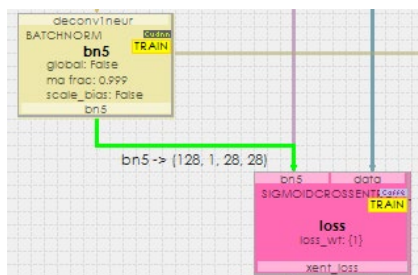 deconv1neur
BATCHNORM Cudnn
TRAIN
bn5
global: False
ma frac: 0.999
scale_bias: False
bn5
bn5 -> (128, 1, 28, 28)
bn5 data
SIGMOIDCROSSENT Caffe
TRAIN
loss
loss_wt: {1}
xent_loss